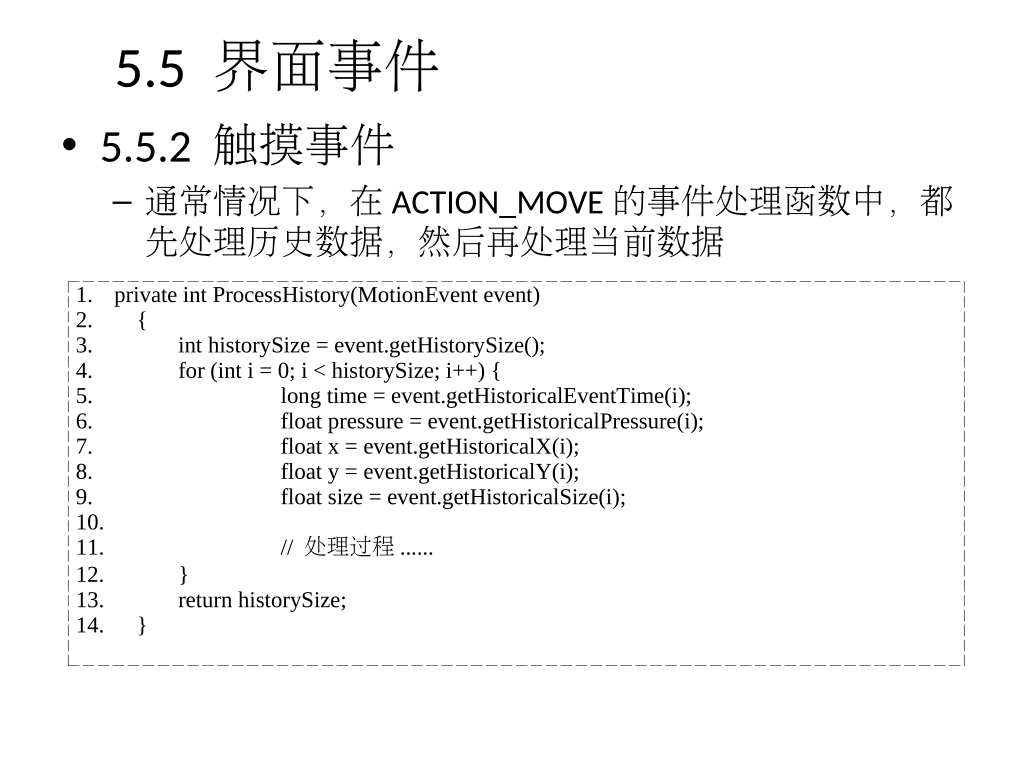 5.5 界面事件
• 5.5.2 触摸事件
– 通常情况下，在 ACTION_MOVE 的事件处理函数中，都
先处理历史数据，然后再处理当前数据
1. private int ProcessHistory(MotionEvent event)
2. {
3. int historySize = event.getHistorySize();
4. for (int i = 0; i < historySize; i++) {
5. long time = event.getHistoricalEventTime(i);
6. float pressure = event.getHistoricalPressure(i);
7. float x = event.getHistoricalX(i);
8. float y = event.getHistoricalY(i);
9. float size = event.getHistoricalSize(i);
10.
11. // 处理过程 ......
12. }
13. return historySize;
14. }